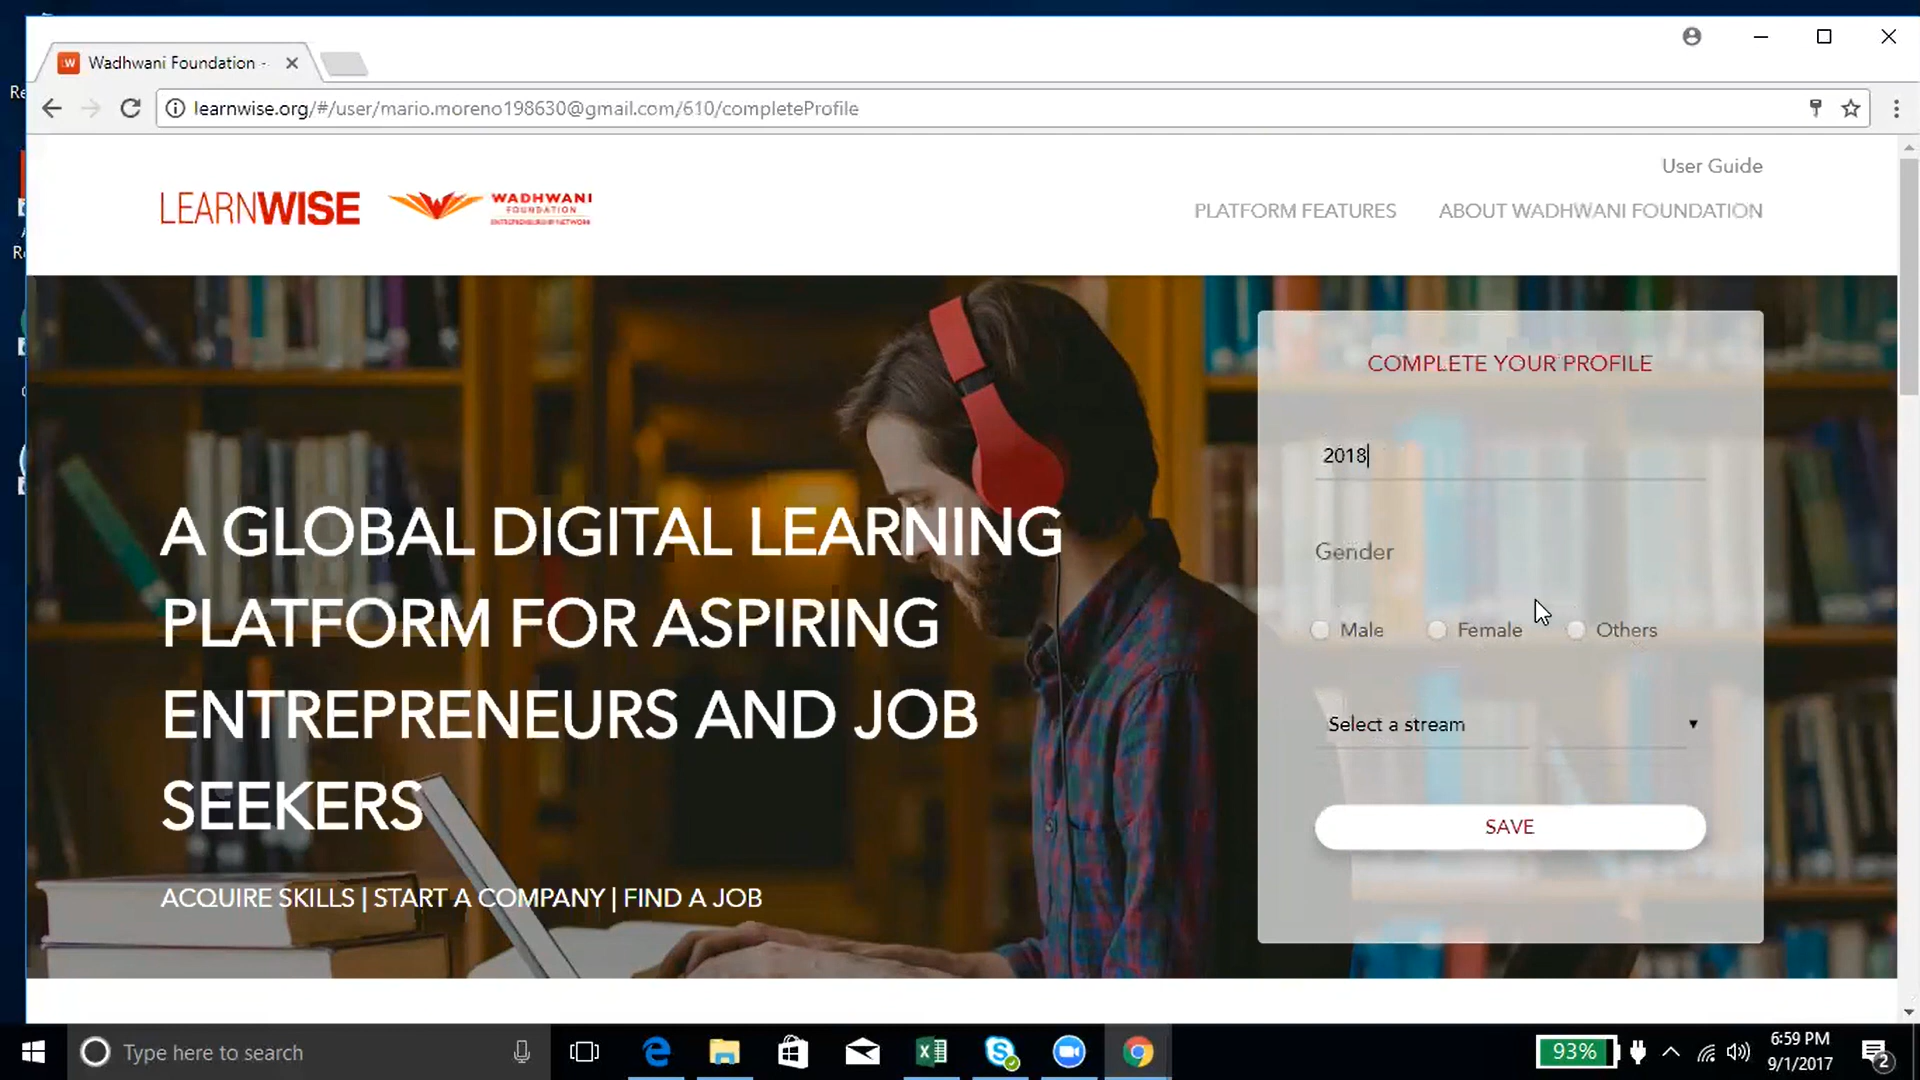 Wadhwani Foundation -
learnwise.org/#/user/mario.moreno198630@gmail.com/610/completeProfile
User Guide
LEARNWISE
WADHWANI
FOUNDATION
ENTREPRENEURSHIP NETWORK
PLATFORM FEATURES
ABOUT WADHWANI FOUNDATION
A GLOBAL DIGITAL LEARNING
PLATFORM FOR ASPIRING
ENTREPRENEURS AND JOB
SEEKERS
ACQUIRE SKILLS | START A COMPANY | FIND A JOB
COMPLETE YOUR PROFILE
2018
Gender
Male
Female
Others
Select a stream
SAVE
Type here to search
93%
6:59 PM
9/1/2017
2